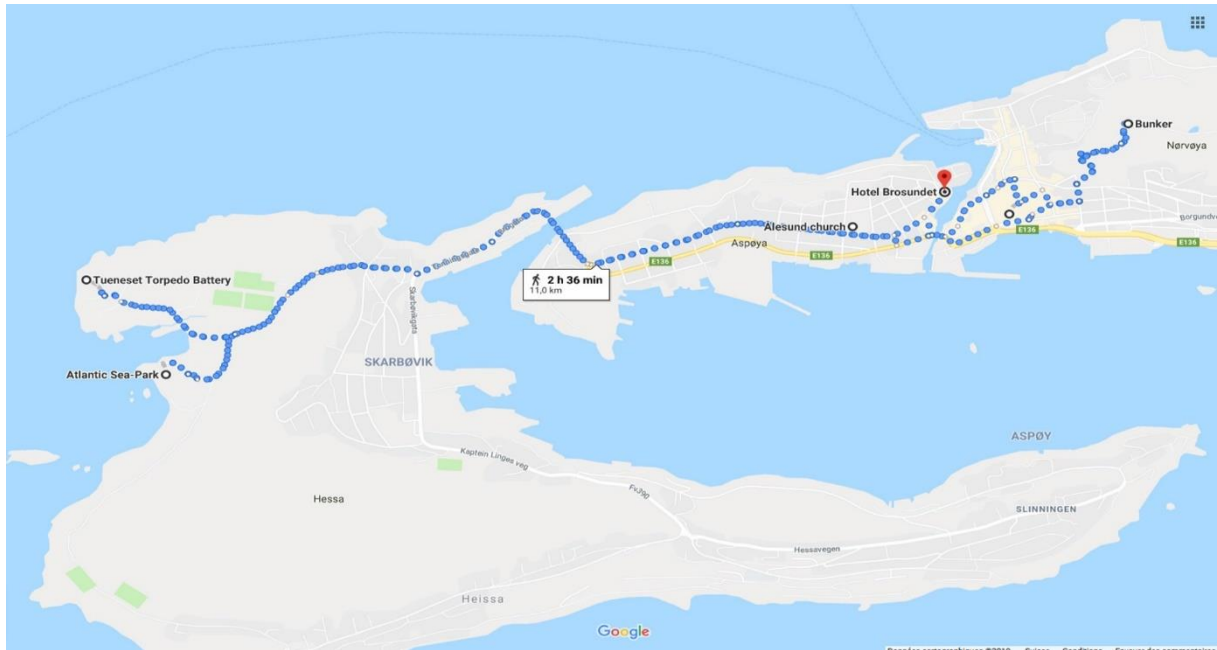 Bunker
Nørvøya
Hotel Brosundet
Borgundv
Ålesund church
E136
Aspøya
E136
E136
2 h 36 min
11,0 km
Tueneset Torpedo Battery
Skarbøvikgata
SKARBØVIK
Atlantic Sea-Park
ASPØY
Kaptein Linges veg
Fv390
Hessa
SLINNINGEN
Hessavegen
Heissa
Google